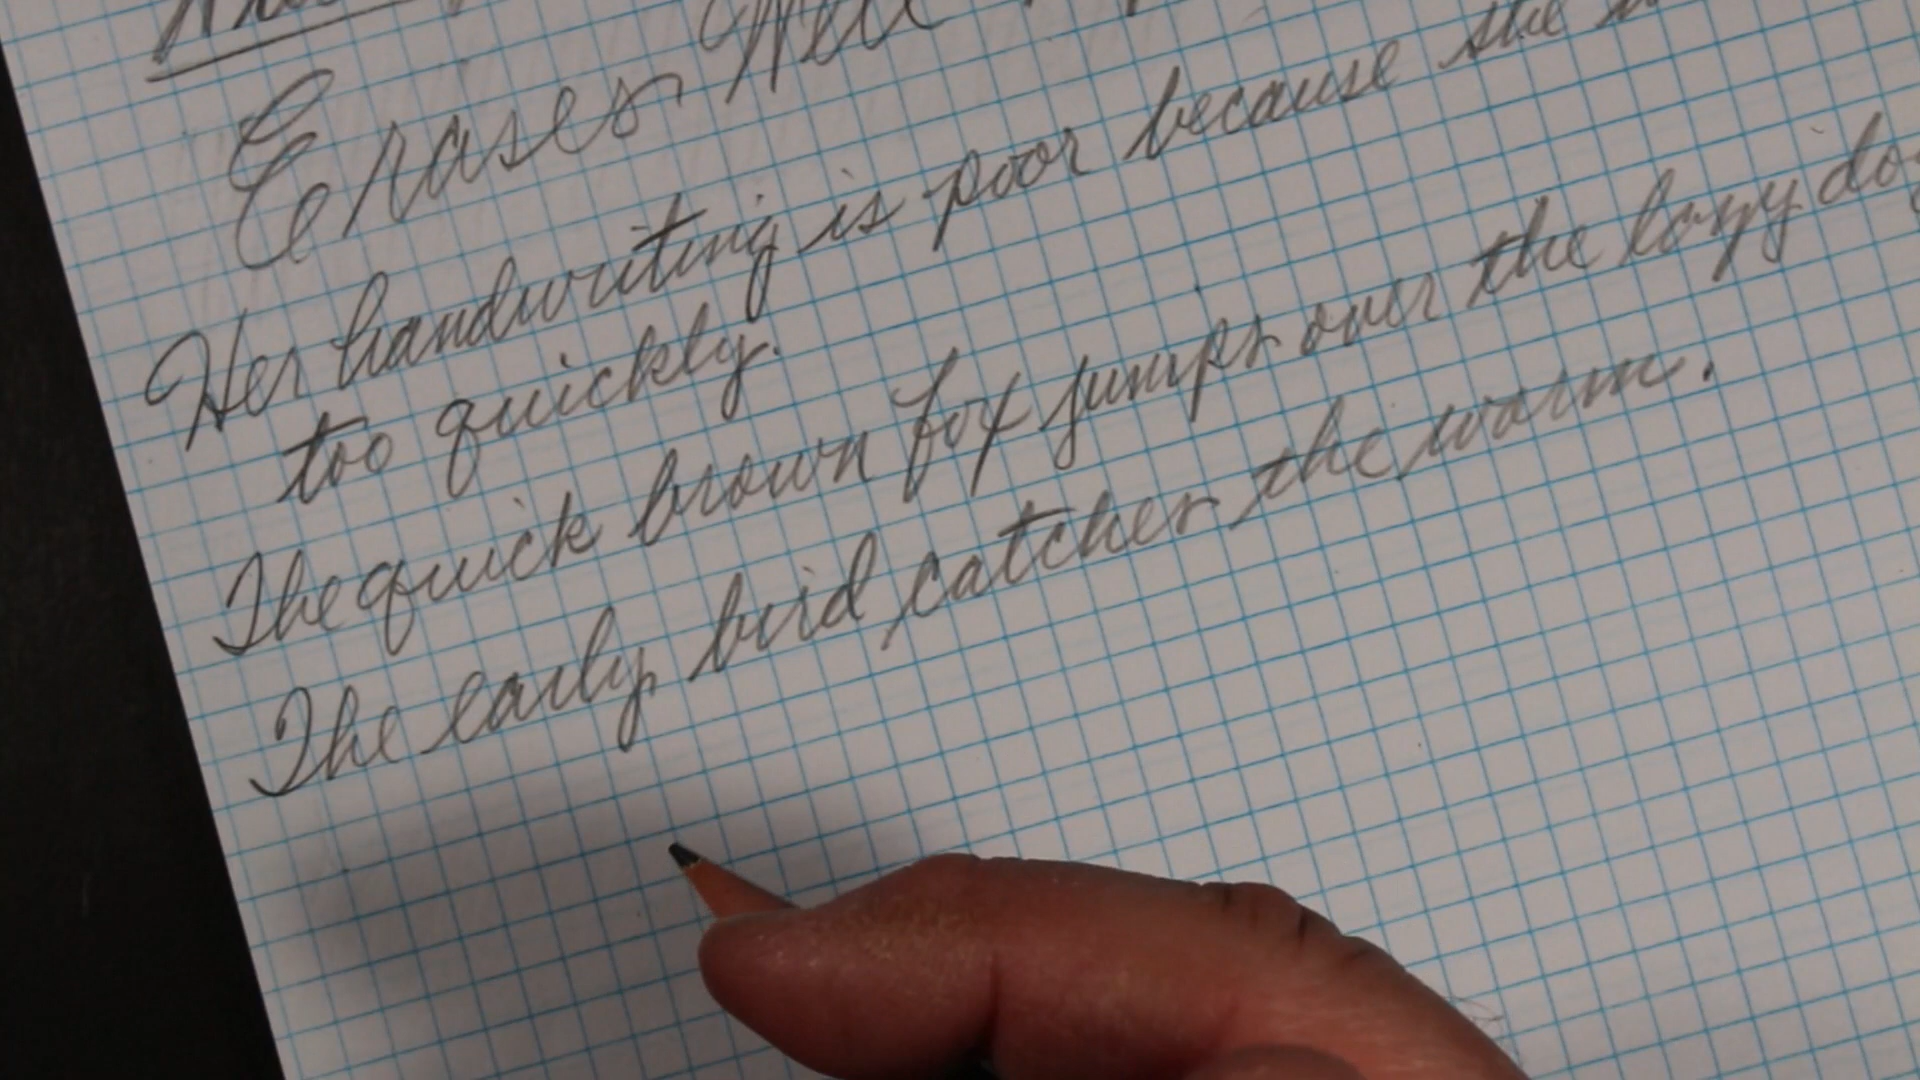 Erases Well
Her handwriting is poor because she
too quickly.
The quick brown fox jumps over the lazy dog
The early bird catches the worm.